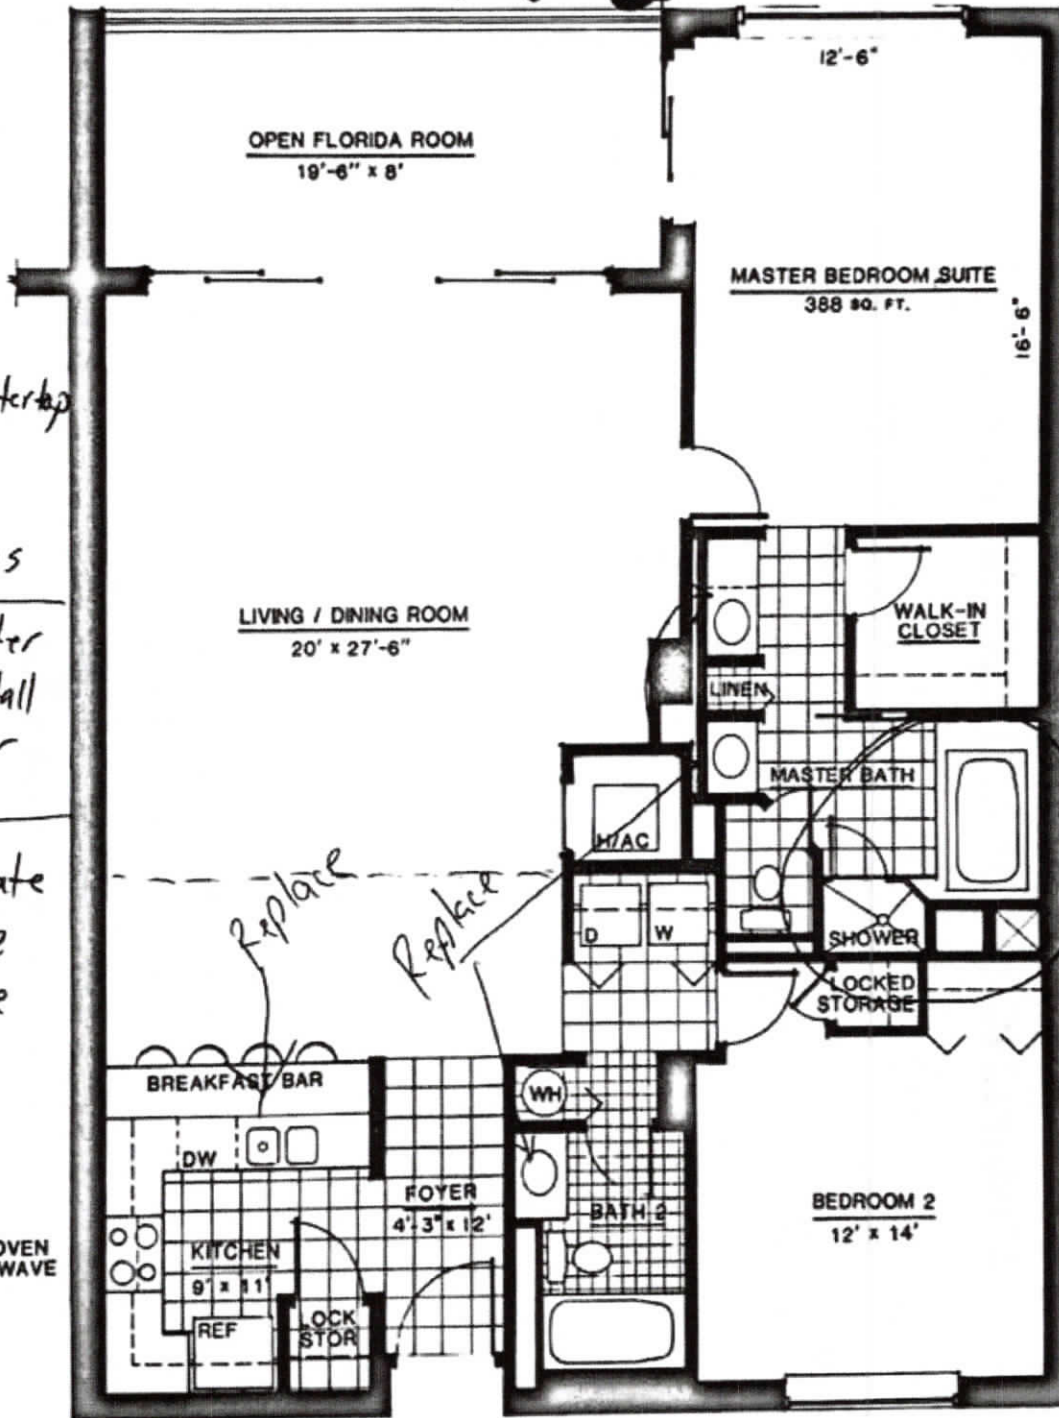 12'-6"
OPEN FLORIDA ROOM
19'-6" x 8'
MASTER BEDROOM SUITE
388 SQ. FT.
16'-6"
s
LIVING / DINING ROOM
20' x 27'-6"
WALK-IN
CLOSET
LINEN
MASTER BATH
H/AC
Replace
Replace
D
W
SHOWER
LOCKED
STORAGE
BREAKFAST BAR
WH
DW
FOYER
4'-3" x 12'
BATH 2
BEDROOM 2
12' x 14'
OVEN
WAVE
KITCHEN
9' x 11'
REF
LOCK
STOR